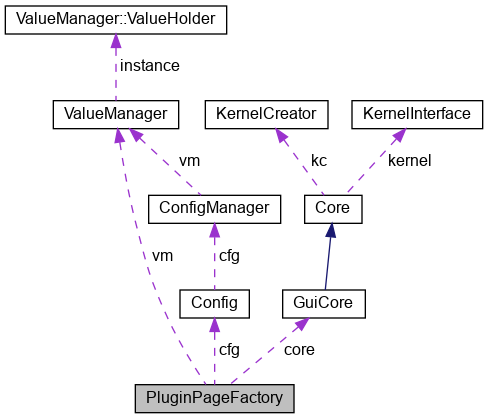 ValueManager::ValueHolder
instance
ValueManager
KernelCreator
KernelInterface
vm
kc
kernel
ConfigManager
Core
vm
cfg
Config
GuiCore
cfg
core
PluginPageFactory